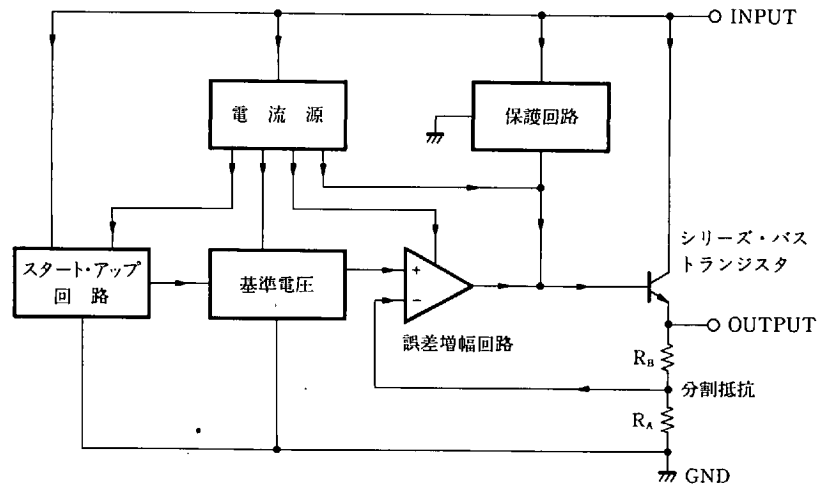 INPUT
電流源
保護回路
シリーズ・パス
トランジスタ
スタート・アップ
回路
基準電圧
+
−
誤差増幅回路
OUTPUT
RB
分割抵抗
RA
GND